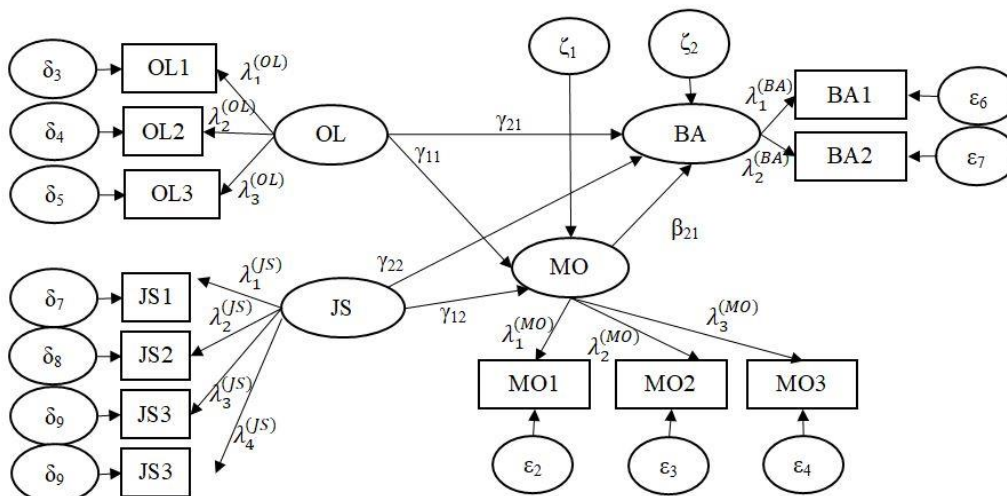 δ₃ OL1 λ₁^(OL)
δ₄ OL2 λ₂^(OL)
δ₅ OL3 λ₃^(OL)
OL
γ₂₁
γ₁₁
ζ₁
ζ₂
BA
λ₁^(BA) BA1 ε₆
λ₂^(BA) BA2 ε₇
β₂₁
MO
γ₂₂
γ₁₂
JS
δ₇ JS1 λ₁^(JS)
δ₈ JS2 λ₂^(JS)
δ₉ JS3 λ₃^(JS)
δ₉ JS3 λ₄^(JS)
λ₁^(MO) λ₂^(MO) λ₃^(MO)
MO1 MO2 MO3
ε₂ ε₃ ε₄